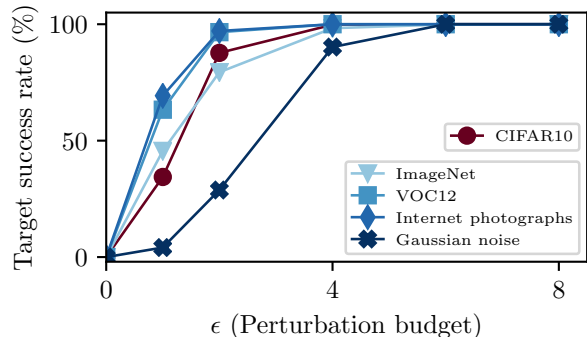 Target success rate (%)
100
50
0
CIFAR10
ImageNet
VOC12
Internet photographs
Gaussian noise
0
4
8
ϵ (Perturbation budget)